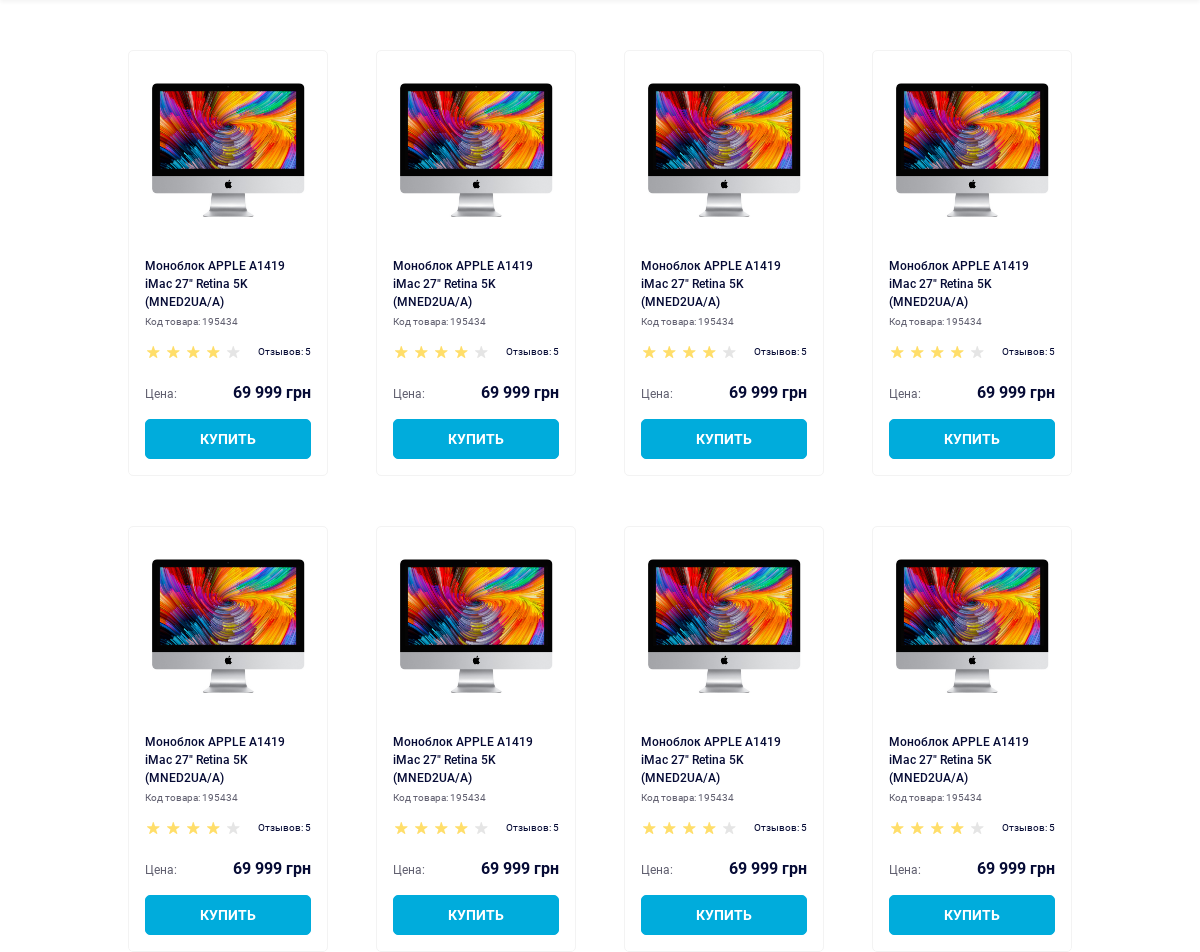 Моноблок APPLE A1419
iMac 27" Retina 5K
(MNED2UA/A)
Код товара: 195434
Отзывов: 5
Цена: 69 999 грн
КУПИТЬ
Моноблок APPLE A1419
iMac 27" Retina 5K
(MNED2UA/A)
Код товара: 195434
Отзывов: 5
Цена: 69 999 грн
КУПИТЬ
Моноблок APPLE A1419
iMac 27" Retina 5K
(MNED2UA/A)
Код товара: 195434
Отзывов: 5
Цена: 69 999 грн
КУПИТЬ
Моноблок APPLE A1419
iMac 27" Retina 5K
(MNED2UA/A)
Код товара: 195434
Отзывов: 5
Цена: 69 999 грн
КУПИТЬ
Моноблок APPLE A1419
iMac 27" Retina 5K
(MNED2UA/A)
Код товара: 195434
Отзывов: 5
Цена: 69 999 грн
КУПИТЬ
Моноблок APPLE A1419
iMac 27" Retina 5K
(MNED2UA/A)
Код товара: 195434
Отзывов: 5
Цена: 69 999 грн
КУПИТЬ
Моноблок APPLE A1419
iMac 27" Retina 5K
(MNED2UA/A)
Код товара: 195434
Отзывов: 5
Цена: 69 999 грн
КУПИТЬ
Моноблок APPLE A1419
iMac 27" Retina 5K
(MNED2UA/A)
Код товара: 195434
Отзывов: 5
Цена: 69 999 грн
КУПИТЬ